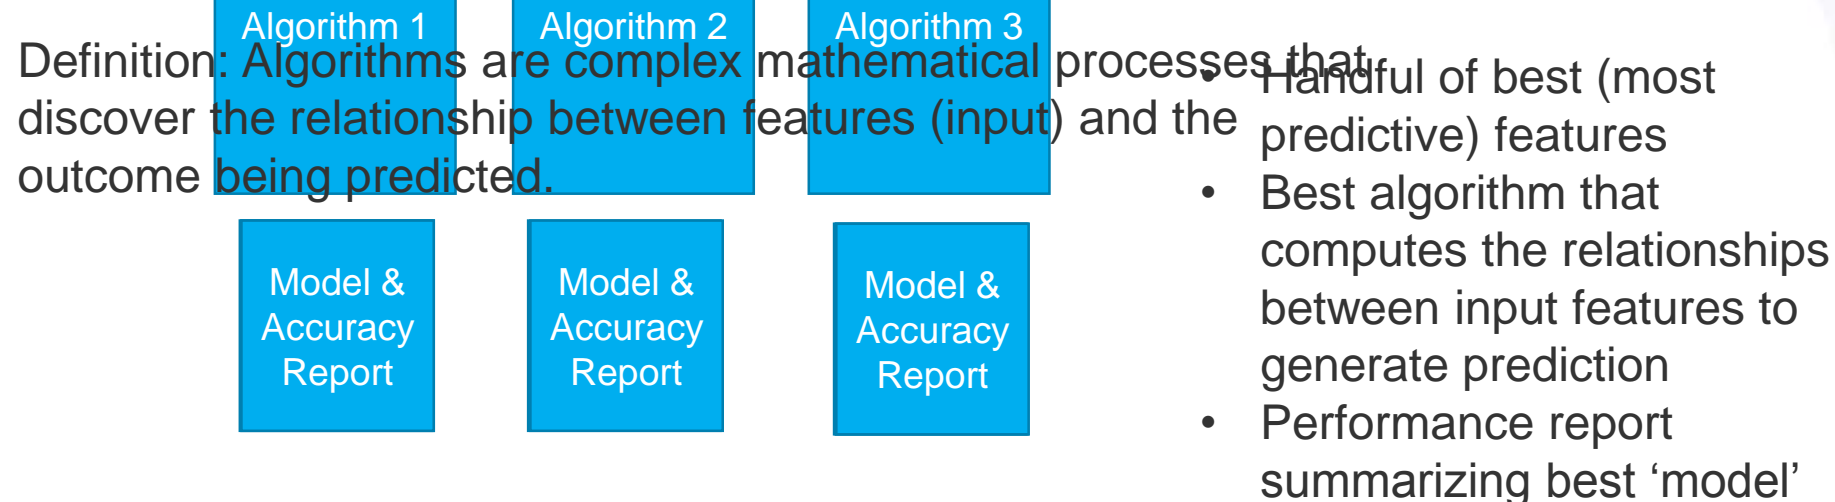 Algorithm 1
Algorithm 2
Algorithm 3
Definition: Algorithms are complex mathematical processes that
discover the relationship between features (input) and the
outcome being predicted.
Model &
Accuracy
Report
Model &
Accuracy
Report
Model &
Accuracy
Report
• Handful of best (most
predictive) features
• Best algorithm that
computes the relationships
between input features to
generate prediction
• Performance report
summarizing best ‘model’